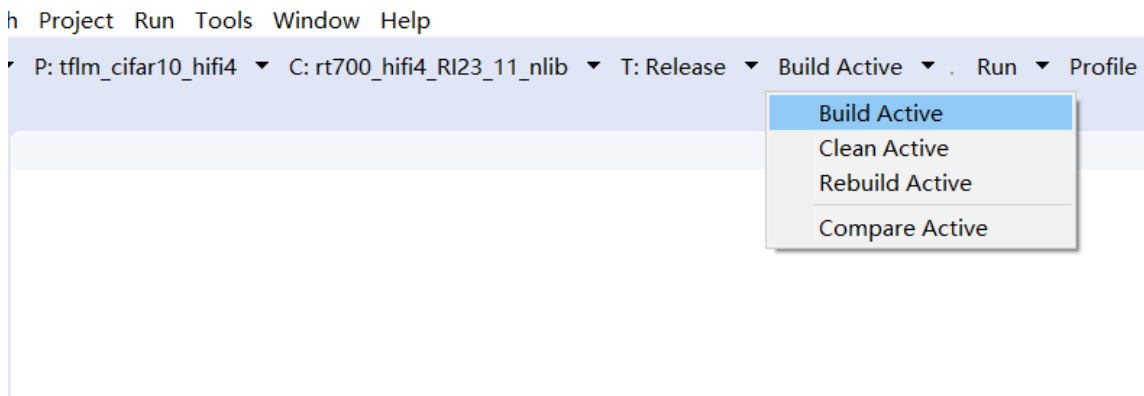 h Project Run Tools Window Help
P: tflm_cifar10_hifi4 C: rt700_hifi4_RI23_11_nlib T: Release Build Active . Run Profile
Build Active
Clean Active
Rebuild Active
Compare Active